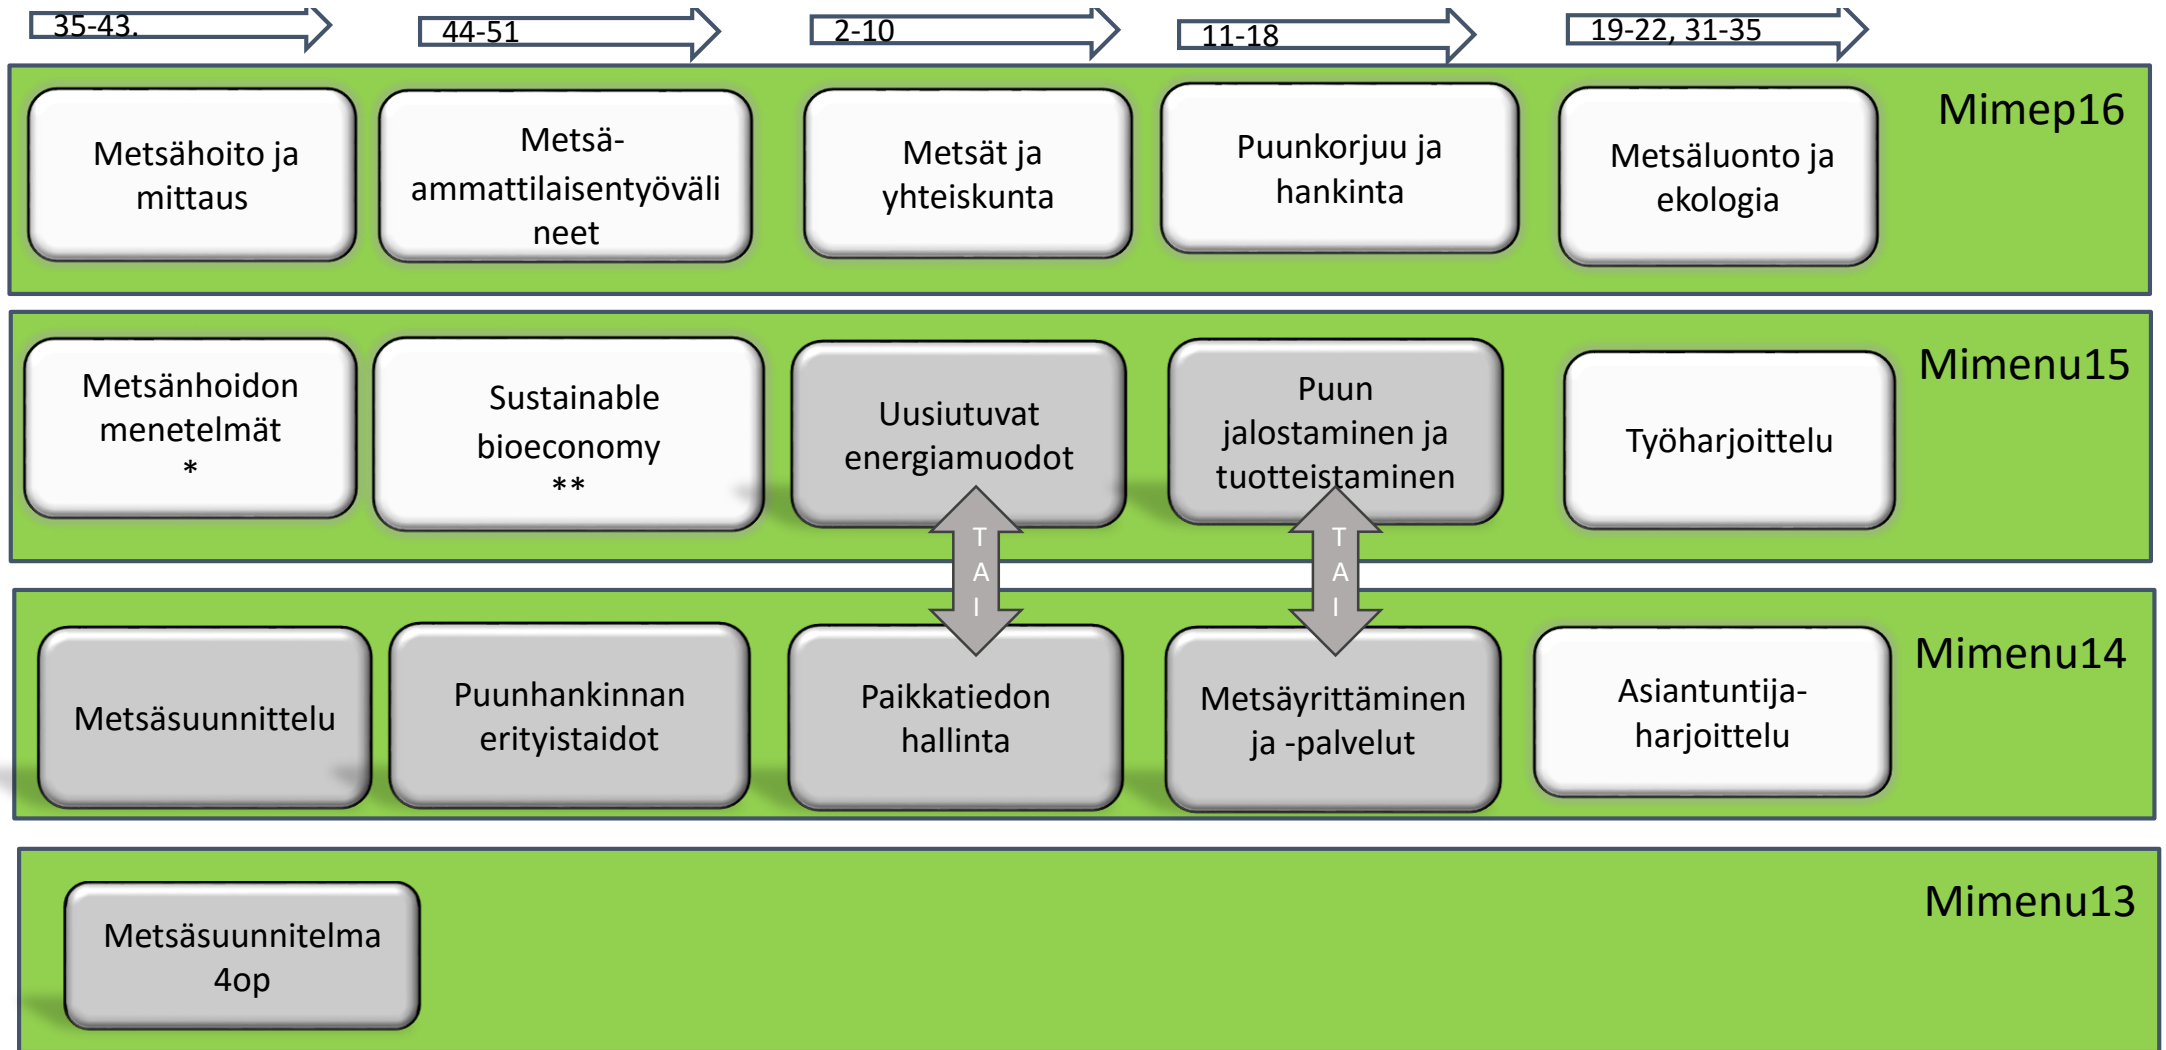 35-43.
44-51
2-10
11-18
19-22, 31-35
Mimep16
Metsähoito ja
mittaus
Metsä-
ammattilaisentyöväli
neet
Metsät ja
yhteiskunta
Puunkorjuu ja
hankinta
Metsäluonto ja
ekologia
Mimenu15
Metsänhoidon
menetelmät
*
Sustainable
bioeconomy
**
Uusiutuvat
energiamuodot
Puun
jalostaminen ja
tuotteistaminen
Työharjoittelu
T
A
I
T
A
I
Mimenu14
Metsäsuunnittelu
Puunhankinnan
erityistaidot
Paikkatiedon
hallinta
Metsäyrittäminen
ja -palvelut
Asiantuntija-
harjoittelu
Mimenu13
Metsäsuunnitelma
4op